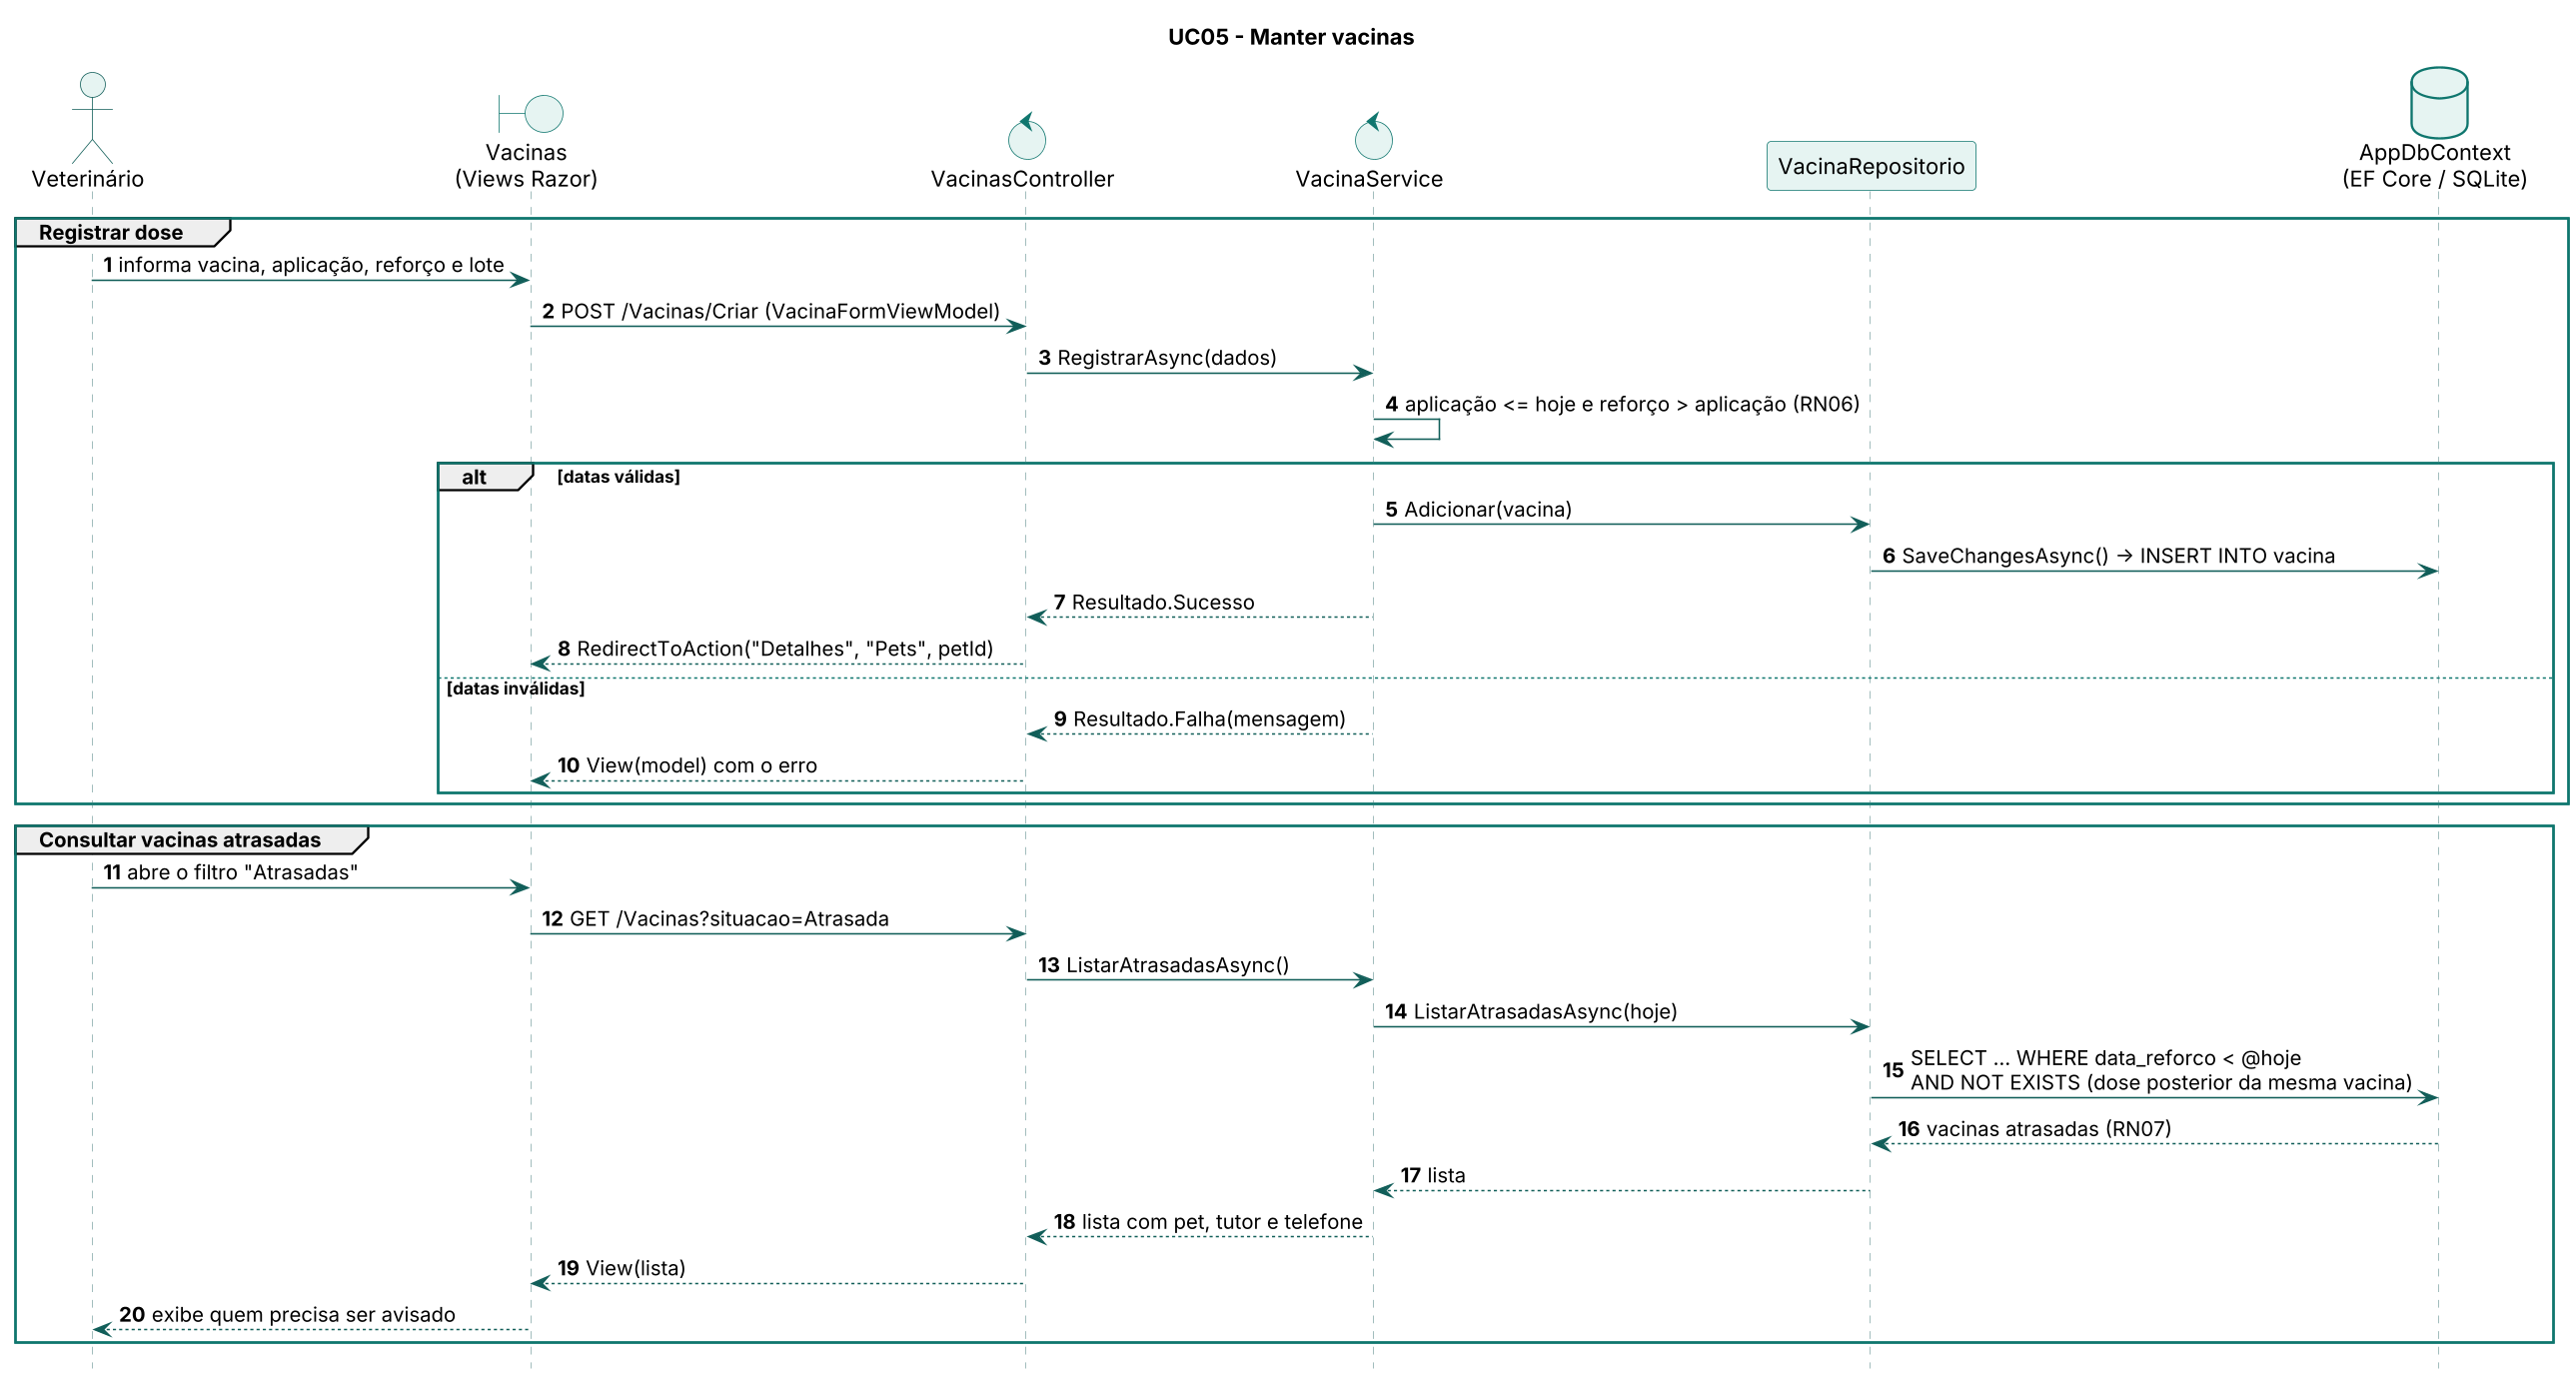 UC05 - Manter vacinas
Veterinário
Vacinas
(Views Razor)
VacinasController
VacinaService
VacinaRepositorio
AppDbContext
(EF Core / SQLite)
Registrar dose
1 informa vacina, aplicação, reforço e lote
2 POST /Vacinas/Criar (VacinaFormViewModel)
3 RegistrarAsync(dados)
4 aplicação <= hoje e reforço > aplicação (RN06)
alt [datas válidas]
5 Adicionar(vacina)
6 SaveChangesAsync() → INSERT INTO vacina
7 Resultado.Sucesso
8 RedirectToAction("Detalhes", "Pets", petId)
[datas inválidas]
9 Resultado.Falha(mensagem)
10 View(model) com o erro
Consultar vacinas atrasadas
11 abre o filtro "Atrasadas"
12 GET /Vacinas?situacao=Atrasada
13 ListarAtrasadasAsync()
14 ListarAtrasadasAsync(hoje)
15 SELECT ... WHERE data_reforco < @hoje
AND NOT EXISTS (dose posterior da mesma vacina)
16 vacinas atrasadas (RN07)
17 lista
18 lista com pet, tutor e telefone
19 View(lista)
20 exibe quem precisa ser avisado